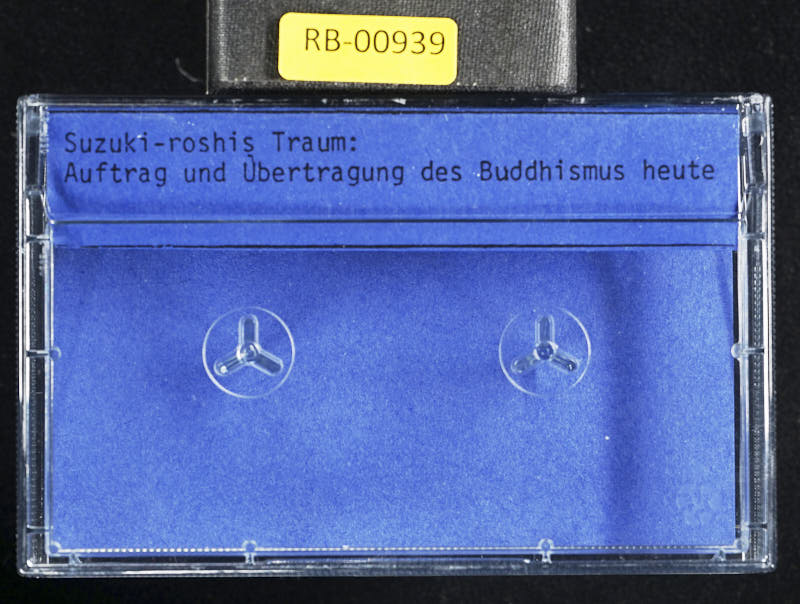 RB-00939
Suzuki-roshis Traum:
Auftrag und Übertragung des Buddhismus heute